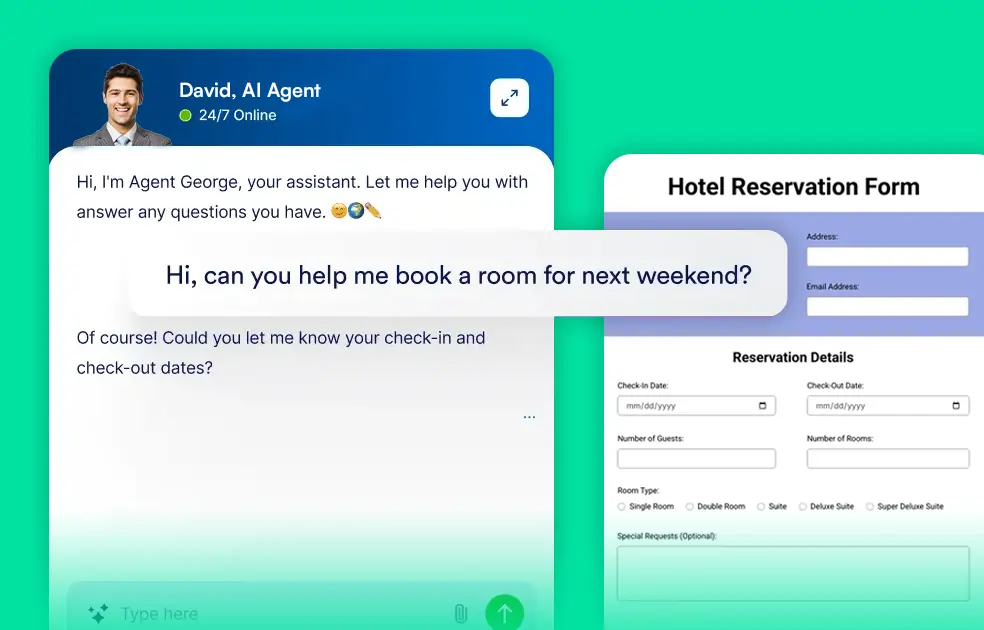 David, AI Agent
24/7 Online
Hi, I'm Agent George, your assistant. Let me help you with
answer any questions you have. 😊🌍✏️
Hi, can you help me book a room for next weekend?
Of course! Could you let me know your check-in and
check-out dates?
...
Type here
Hotel Reservation Form
Address:
Email Address:
Reservation Details
Check-In Date: Check-Out Date:
mm/dd/yyyy mm/dd/yyyy
Number of Guests: Number of Rooms:
Room Type:
Single Room Double Room Suite Deluxe Suite Super Deluxe Suite
Special Requests (Optional):